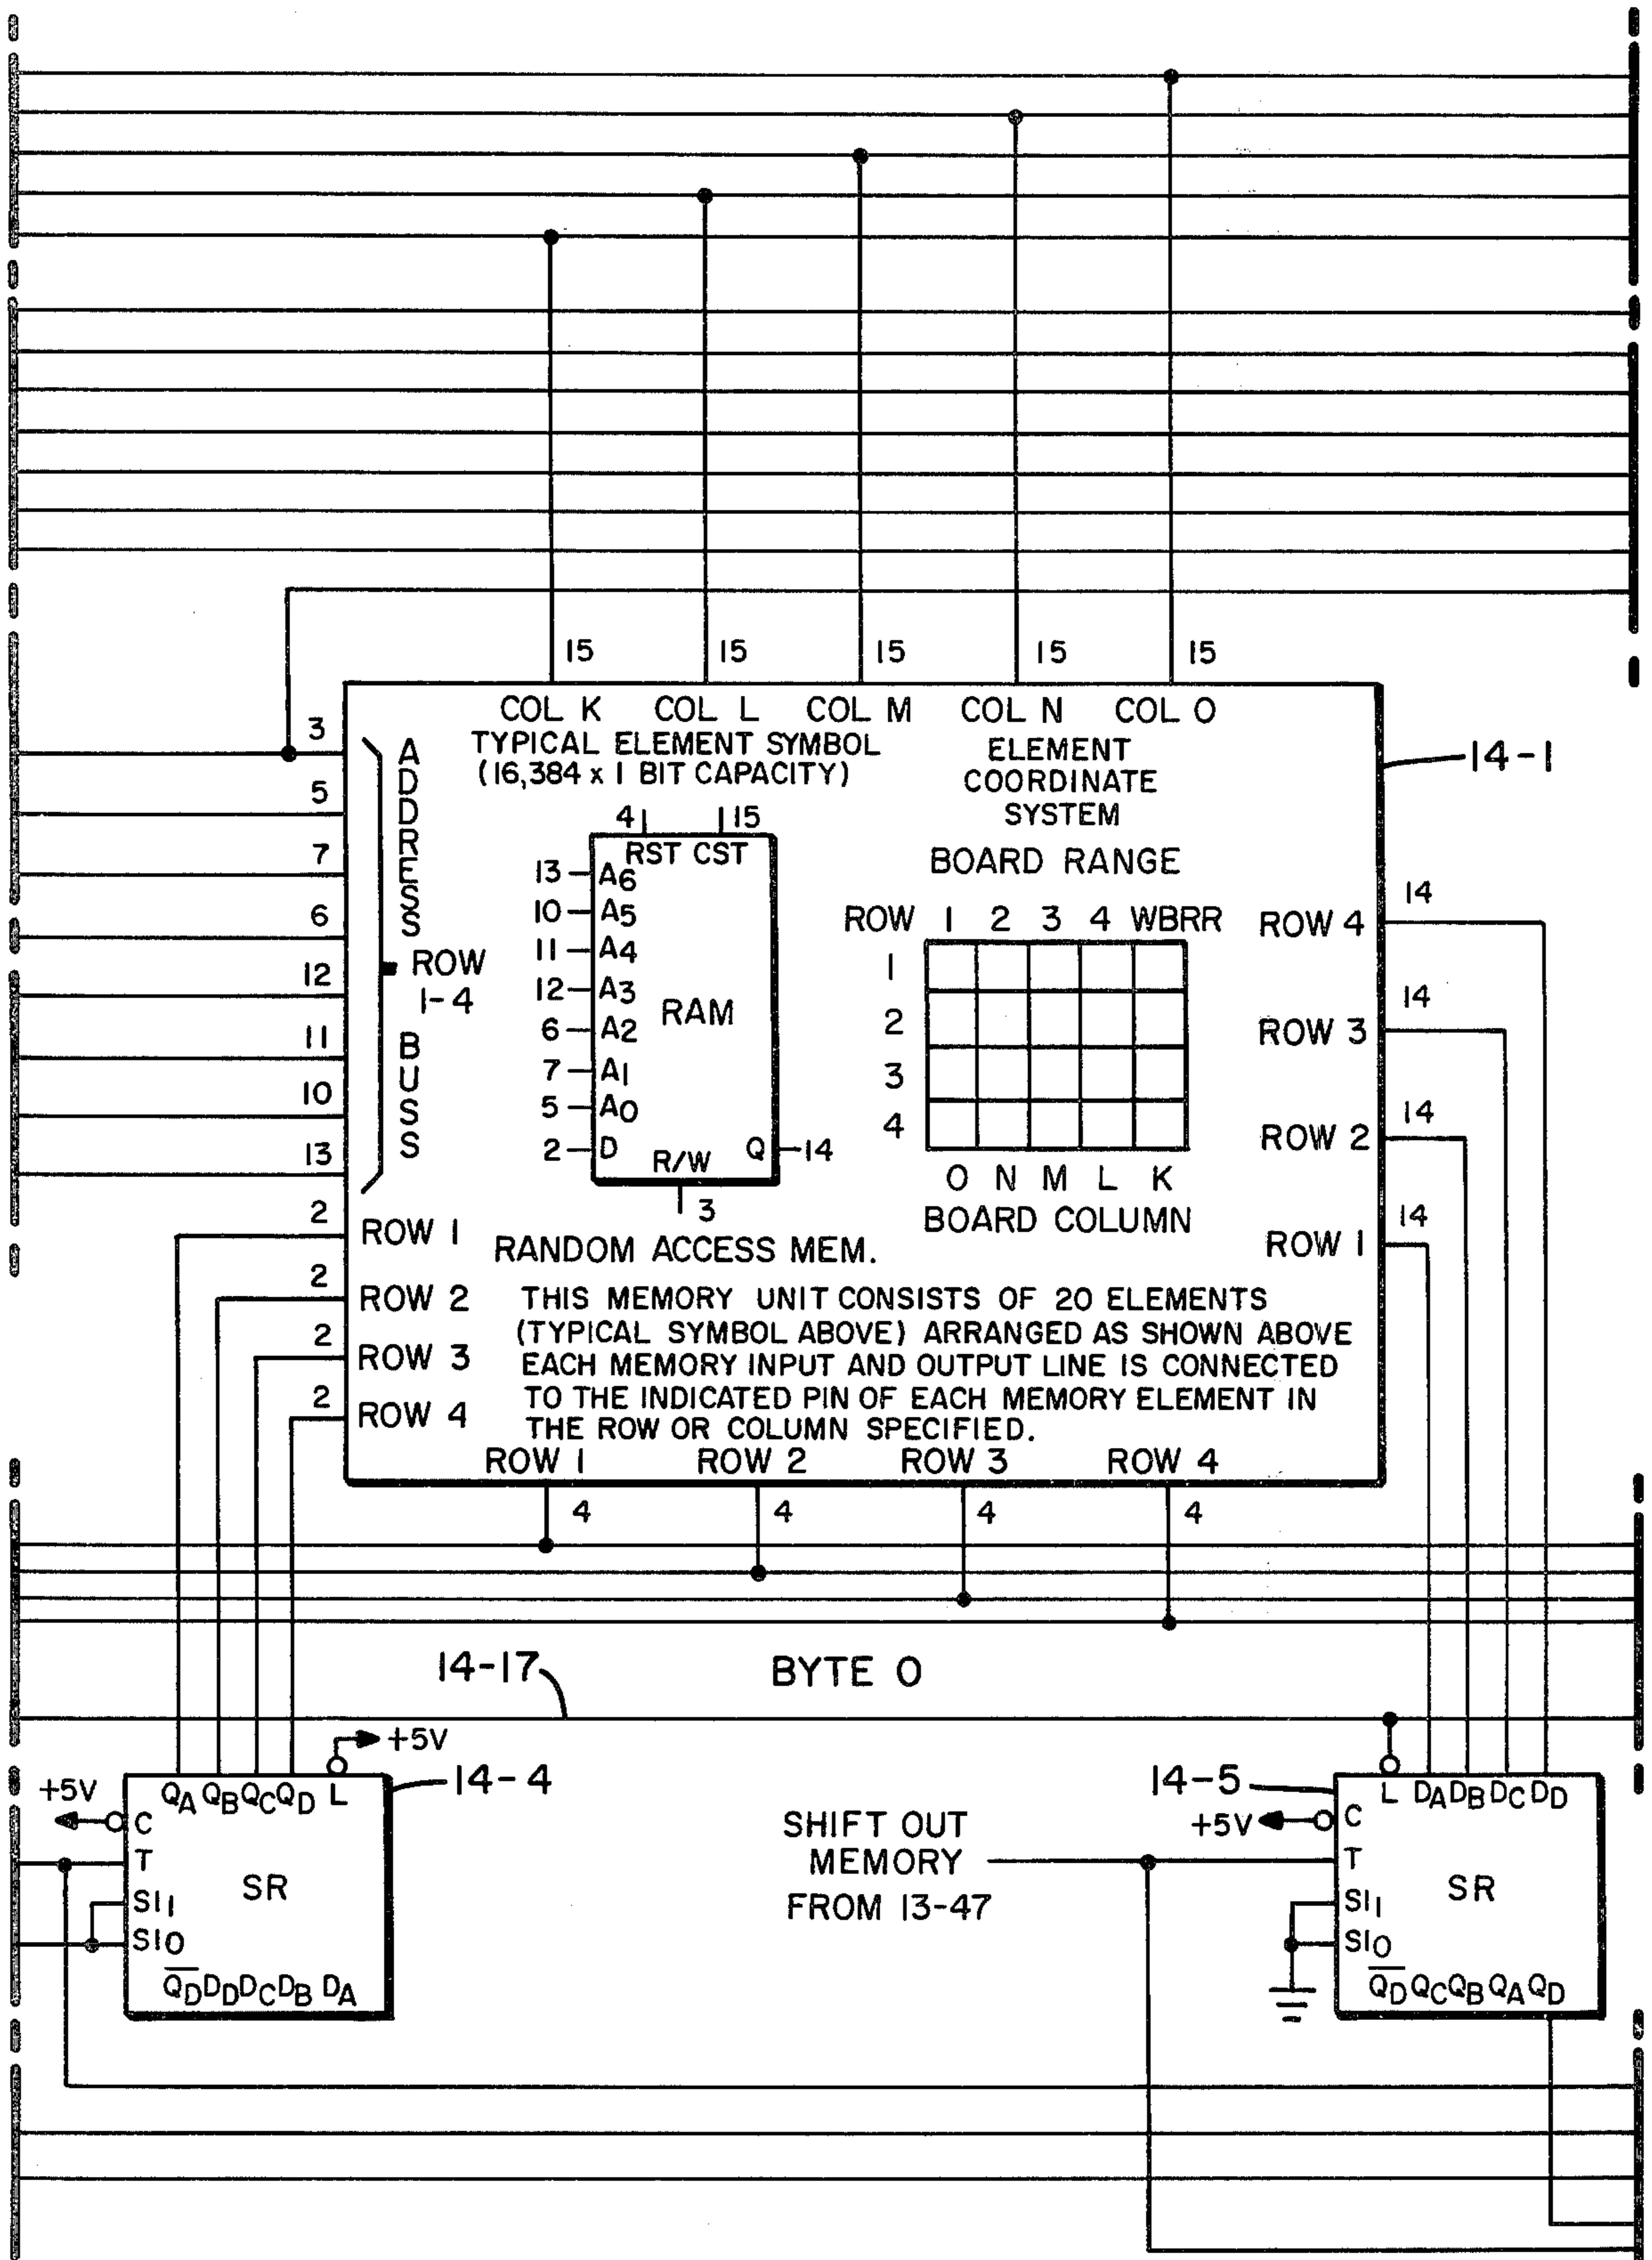 15 15 15 15 15
COL K COL L COL M COL N COL O
TYPICAL ELEMENT SYMBOL
(16,384 x 1 BIT CAPACITY)
ELEMENT
COORDINATE
SYSTEM
14-1
3
5
7
6
12
11
10
13
ADDRESS
ROW
1-4
BUSS
4 15
RST CST
13 A6
10 A5
11 A4
12 A3
6 A2
7 A1
5 A0
2 D
RAM
R/W
Q 14
3
RANDOM ACCESS MEM.
BOARD RANGE
ROW 1 2 3 4 WBRR
1
2
3
4
O N M L K
BOARD COLUMN
14
ROW 4
14
ROW 3
14
ROW 2
14
ROW 1
2
ROW 1
2
ROW 2
2
ROW 3
2
ROW 4
THIS MEMORY UNIT CONSISTS OF 20 ELEMENTS
(TYPICAL SYMBOL ABOVE) ARRANGED AS SHOWN ABOVE
EACH MEMORY INPUT AND OUTPUT LINE IS CONNECTED
TO THE INDICATED PIN OF EACH MEMORY ELEMENT IN
THE ROW OR COLUMN SPECIFIED.
ROW 1 ROW 2 ROW 3 ROW 4
4 4 4 4
14-17
BYTE 0
+5V
14-4
+5V
QA QB QC QD L
C
T
SI1
SI0
SR
Q̅D̅ DD DC DB DA
SHIFT OUT
MEMORY
FROM 13-47
14-5
+5V
L DA DB DC DD
C
T
SI1
SI0
SR
Q̅D̅ QC QB QA QD